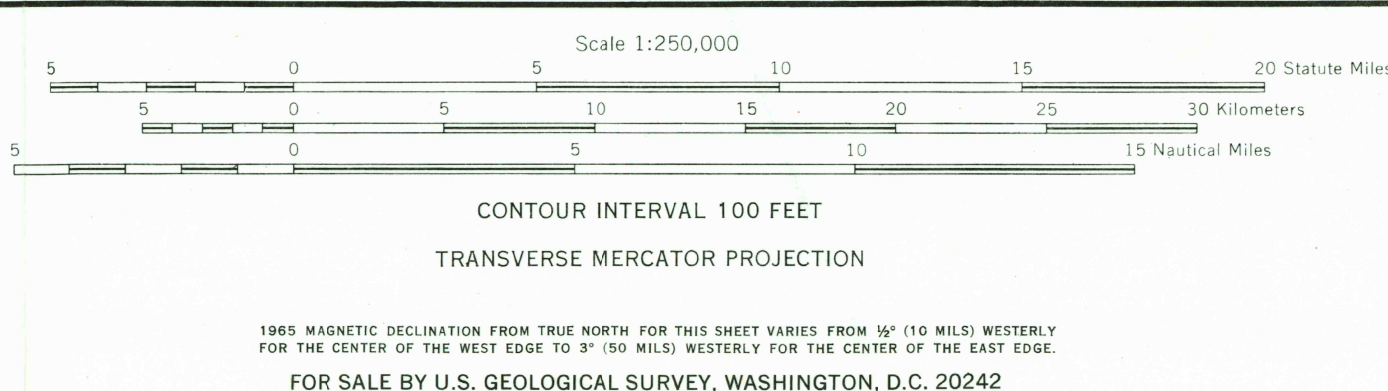 Scale 1:250,000
5 0 5 10 15 20 Statute Miles
5 0 5 10 15 20 25 30 Kilometers
5 0 5 10 15 Nautical Miles
CONTOUR INTERVAL 100 FEET
TRANSVERSE MERCATOR PROJECTION
1965 MAGNETIC DECLINATION FROM TRUE NORTH FOR THIS SHEET VARIES FROM ½° (10 MILS) WESTERLY
FOR THE CENTER OF THE WEST EDGE TO 3° (50 MILS) WESTERLY FOR THE CENTER OF THE EAST EDGE.
FOR SALE BY U.S. GEOLOGICAL SURVEY, WASHINGTON, D.C. 20242